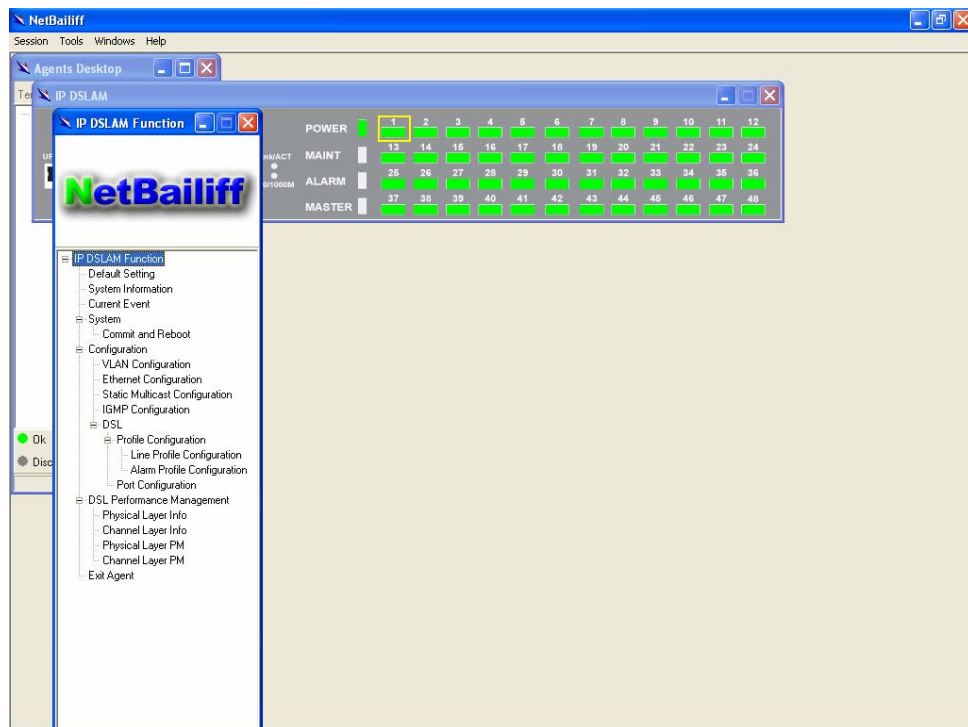 NetBailiff
Session Tools Windows Help
Agents Desktop
IP DSLAM
IP DSLAM Function
NetBailiff
POWER
MAINT
ALARM
MASTER
1 2 3 4 5 6 7 8 9 10 11 12
13 14 15 16 17 18 19 20 21 22 23 24
25 26 27 28 29 30 31 32 33 34 35 36
37 38 39 40 41 42 43 44 45 46 47 48
IP DSLAM Function
Default Setting
System Information
Current Event
System
Commit and Reboot
Configuration
VLAN Configuration
Ethernet Configuration
Static Multicast Configuration
IGMP Configuration
DSL
Profile Configuration
Line Profile Configuration
Alarm Profile Configuration
Port Configuration
DSL Performance Management
Physical Layer Info
Channel Layer Info
Physical Layer PM
Channel Layer PM
Exit Agent
Ok
Disc